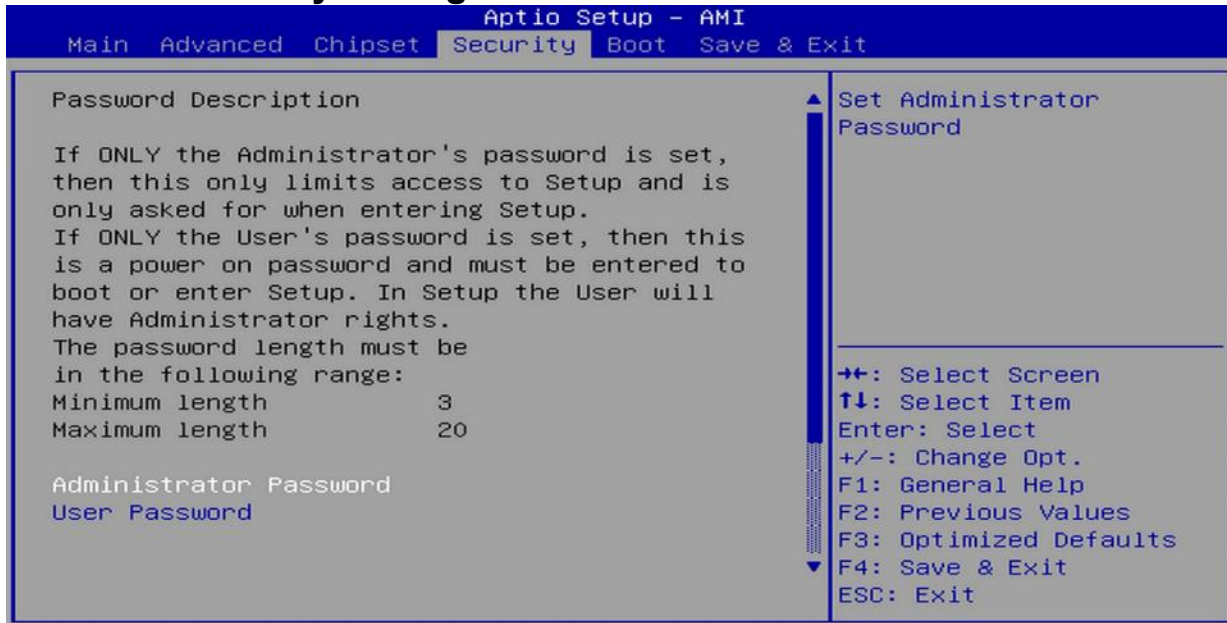 Aptio Setup – AMI
Main Advanced Chipset Security Boot Save & Exit
Password Description
If ONLY the Administrator's password is set,
then this only limits access to Setup and is
only asked for when entering Setup.
If ONLY the User's password is set, then this
is a power on password and must be entered to
boot or enter Setup. In Setup the User will
have Administrator rights.
The password length must be
in the following range:
Minimum length 3
Maximum length 20
Administrator Password
User Password
Set Administrator
Password
→←: Select Screen
↑↓: Select Item
Enter: Select
+/-: Change Opt.
F1: General Help
F2: Previous Values
F3: Optimized Defaults
F4: Save & Exit
ESC: Exit